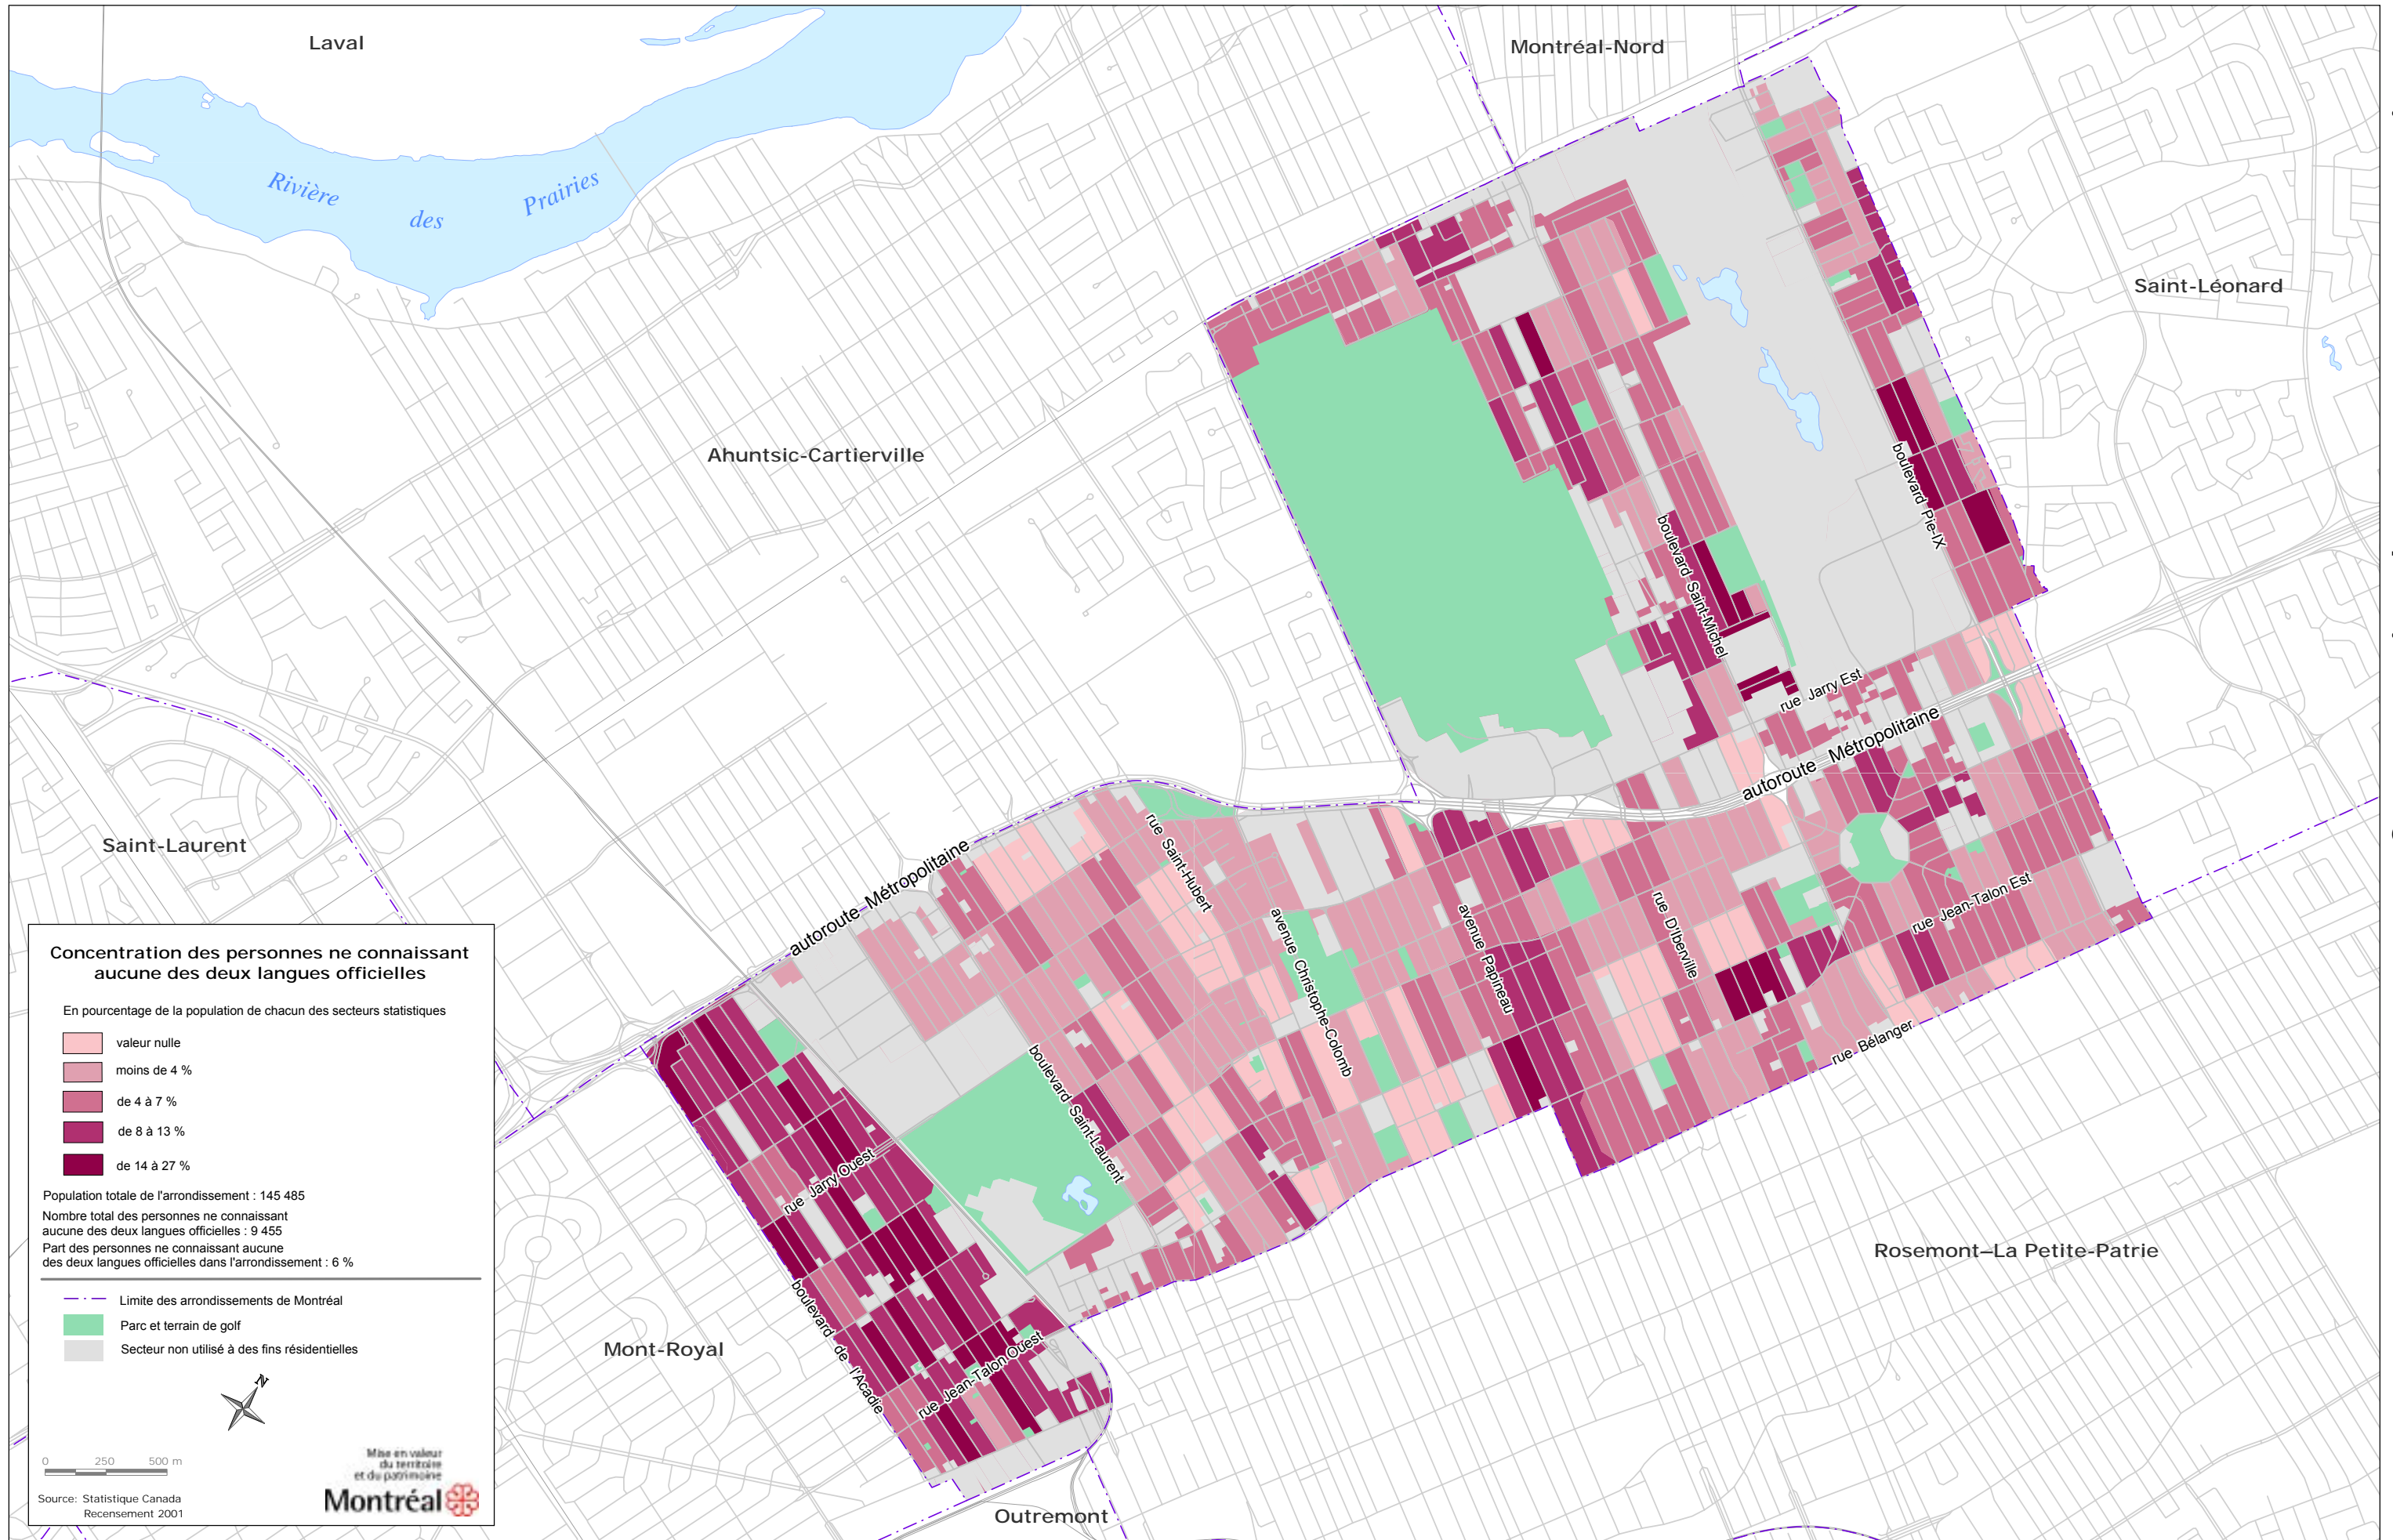 Laval
Montréal-Nord
Rivière
des
Prairies
Saint-Léonard
Ahuntsic-Cartierville
boulevard Pie-IX
boulevard Saint-Michel
rue Jarry Est
autoroute Métropolitaine
Saint-Laurent
autoroute Métropolitaine
rue Saint-Hubert
avenue Christophe-Colomb
avenue Papineau
rue D'Iberville
rue Jean-Talon Est
rue Bélanger
boulevard Saint-Laurent
rue Jarry Ouest
boulevard de l'Acadie
rue Jean-Talon Ouest
Mont-Royal
Rosemont–La Petite-Patrie
Outremont
Concentration des personnes ne connaissant
aucune des deux langues officielles
En pourcentage de la population de chacun des secteurs statistiques
valeur nulle
moins de 4 %
de 4 à 7 %
de 8 à 13 %
de 14 à 27 %
Population totale de l'arrondissement : 145 485
Nombre total des personnes ne connaissant
aucune des deux langues officielles : 9 455
Part des personnes ne connaissant aucune
des deux langues officielles dans l'arrondissement : 6 %
Limite des arrondissements de Montréal
Parc et terrain de golf
Secteur non utilisé à des fins résidentielles
N
0 250 500 m
Source: Statistique Canada
Recensement 2001
Mise en valeur
du territoire
et du patrimoine
Montréal